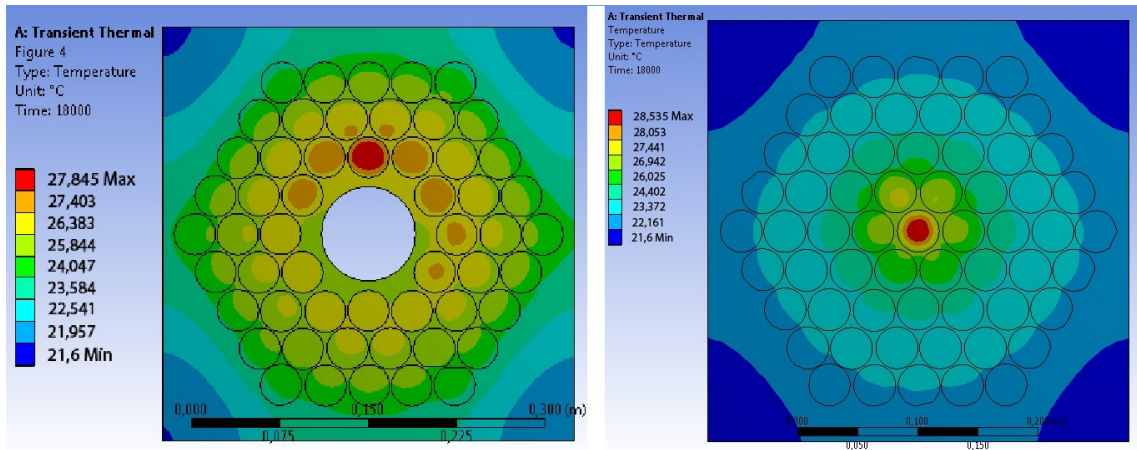 A: Transient Thermal
Figure 4
Type: Temperature
Unit: °C
Time: 18000
27,845 Max
27,403
26,383
25,844
24,047
23,584
22,541
21,957
21,6 Min
0,000
0,150
0,300 (m)
0,075
0,225
A: Transient Thermal
Temperature
Type: Temperature
Unit: °C
Time: 18000
28,535 Max
28,053
27,441
26,942
26,025
24,402
23,372
22,161
21,6 Min
0,000
0,100
0,050
0,150